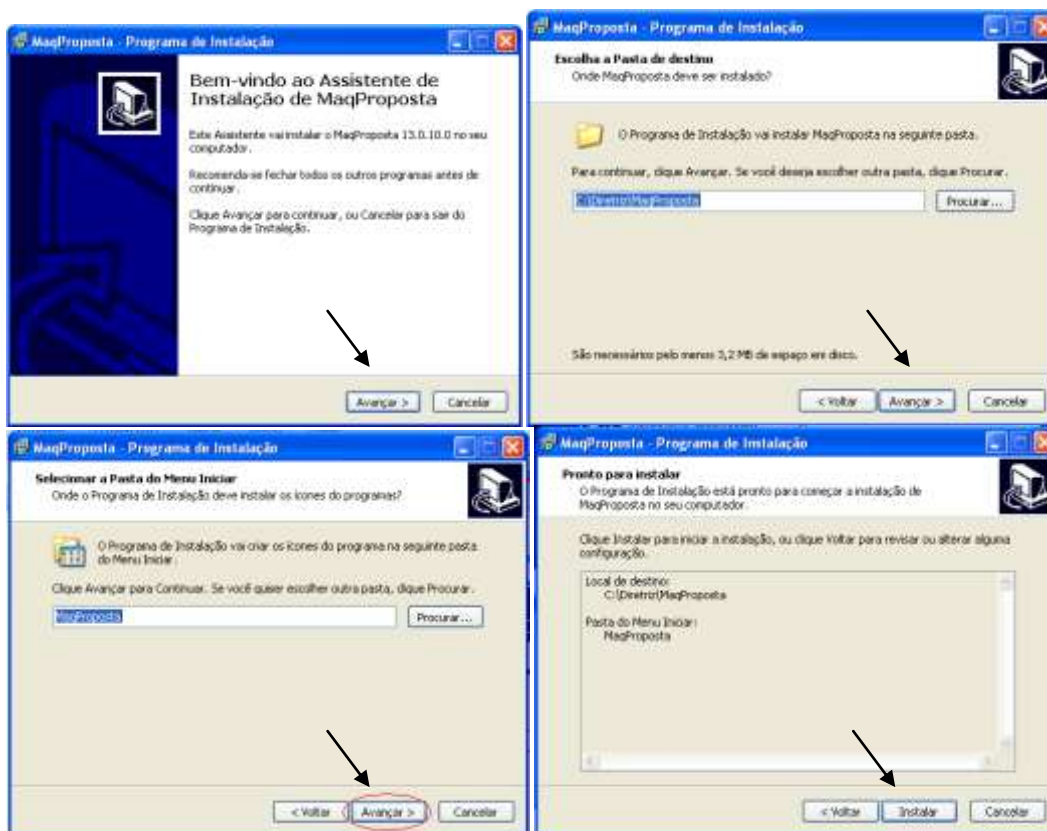 MaqProposta - Programa de Instalação
Bem-vindo ao Assistente de
Instalação de MaqProposta
Este Assistente vai instalar o MaqProposta 13.0.10.0 no seu
computador.
Recomenda-se fechar todos os outros programas antes de
continuar.
Clique Avançar para continuar, ou Cancelar para sair do
Programa de Instalação.
Avançar >
Cancelar
MaqProposta - Programa de Instalação
Escolha a Pasta de destino
Onde MaqProposta deve ser instalado?
O Programa de Instalação vai instalar MaqProposta na seguinte pasta.
Para continuar, clique Avançar. Se você deseja escolher outra pasta, clique Procurar.
C:\Diretriz\MaqProposta
Procurar...
São necessários pelo menos 3,2 MB de espaço em disco.
< Voltar
Avançar >
Cancelar
MaqProposta - Programa de Instalação
Selecionar a Pasta do Menu Iniciar
Onde o Programa de Instalação deve instalar os ícones do programas?
O Programa de Instalação vai criar os ícones do programa na seguinte pasta
do Menu Iniciar.
Clique Avançar para Continuar. Se você quiser escolher outra pasta, clique Procurar.
MaqProposta
Procurar...
< Voltar
Avançar >
Cancelar
MaqProposta - Programa de Instalação
Pronto para instalar
O Programa de Instalação está pronto para começar a instalação de
MaqProposta no seu computador.
Clique Instalar para iniciar a instalação, ou clique Voltar para revisar ou alterar alguma
configuração.
Local de destino:
C:\Diretriz\MaqProposta
Pasta do Menu Iniciar:
MaqProposta
< Voltar
Instalar
Cancelar